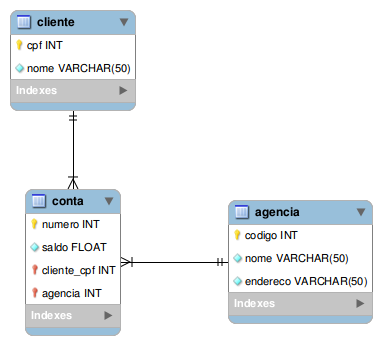 cliente
cpf INT
nome VARCHAR(50)
Indexes
conta
numero INT
saldo FLOAT
cliente_cpf INT
agencia INT
Indexes
agencia
codigo INT
nome VARCHAR(50)
endereco VARCHAR(50)
Indexes